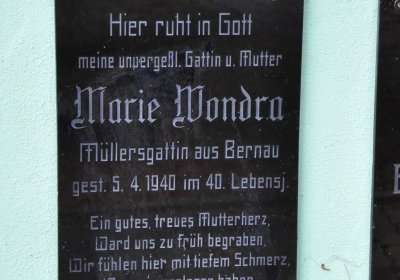 Hier ruht in Gott
meine unvergeßl. Gattin u. Mutter
Marie Wondra
Müllersgattin aus Bernau
gest. 5. 4. 1940 im 40. Lebensj.
Ein gutes, treues Mutterherz,
Ward uns zu früh begraben,
Wir fühlen hier mit tiefem Schmerz,
haben